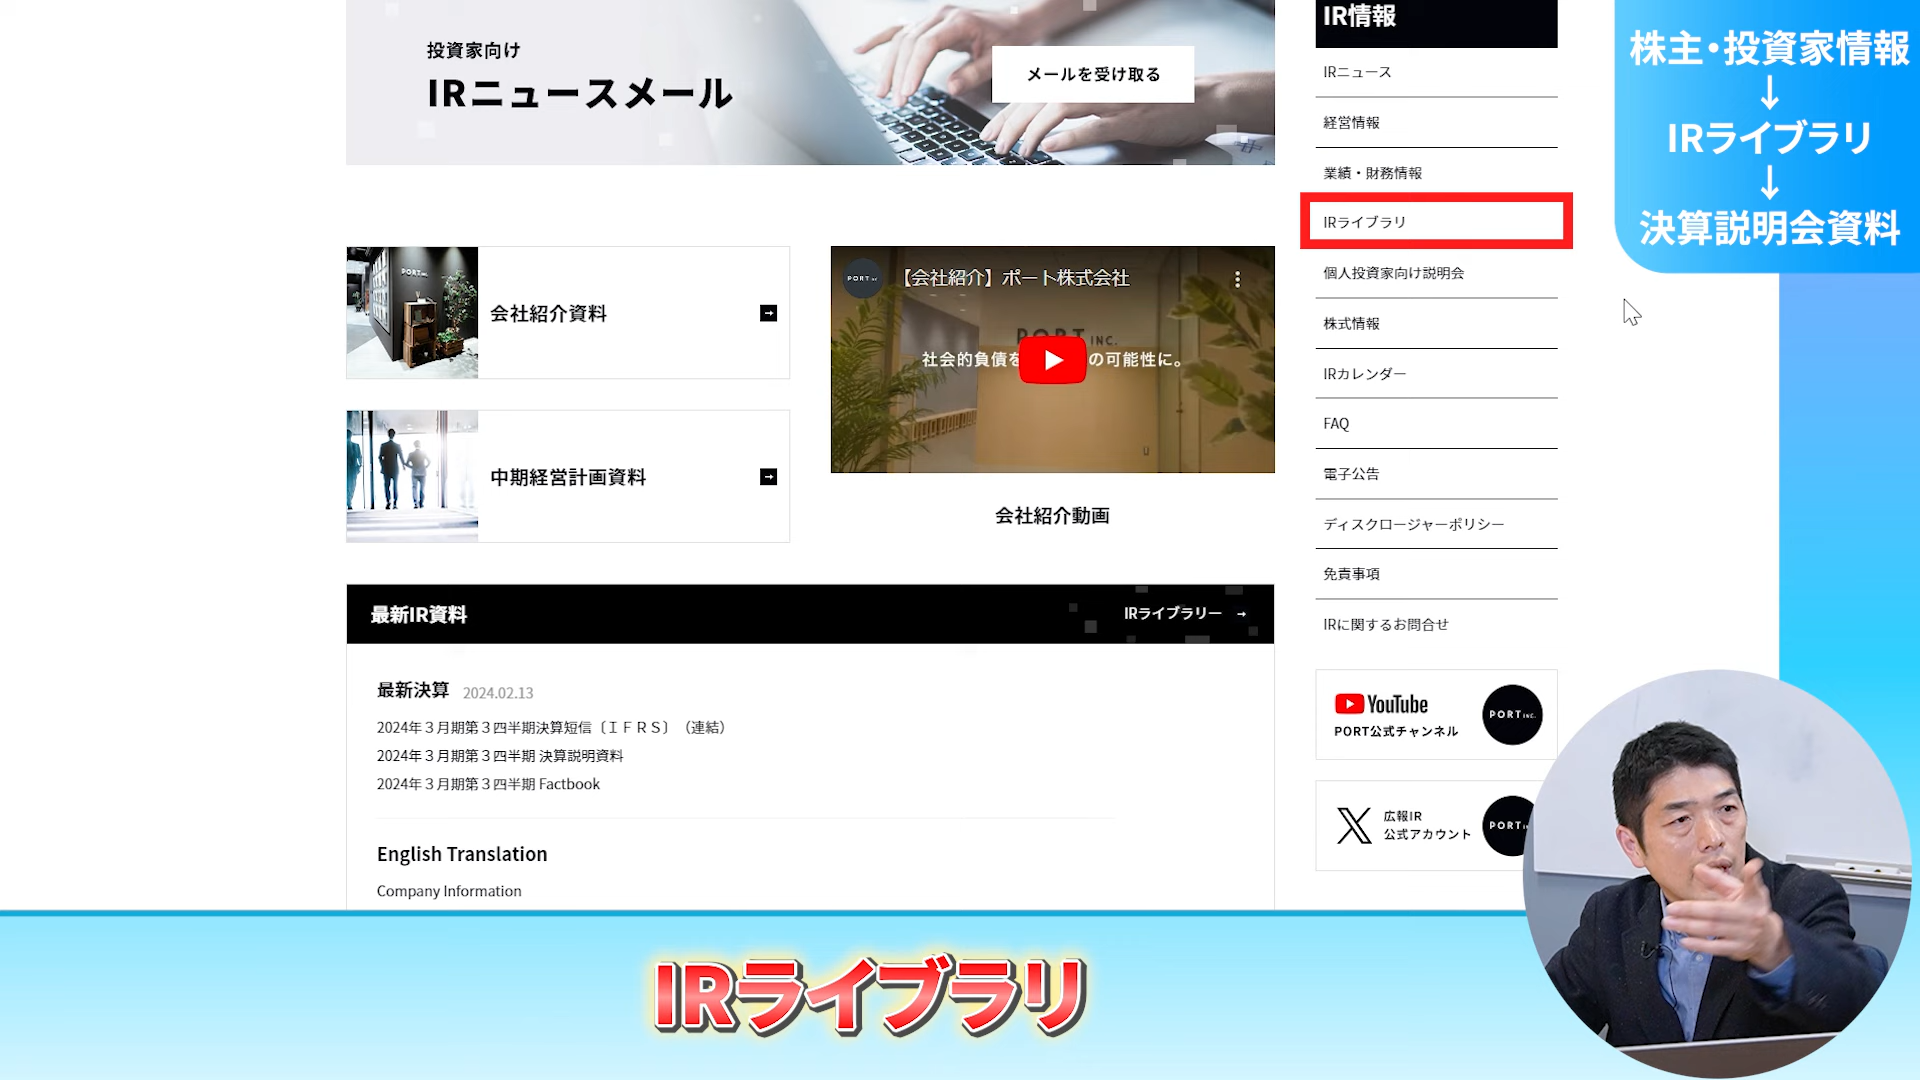 投資家向け
IRニュースメール
メールを受け取る
PORT INC.
会社紹介資料
中期経営計画資料
PORT INC.
【会社紹介】ポート株式会社
PORT INC.
社会的負債を
の可能性に。
会社紹介動画
最新IR資料
IRライブラリー →
最新決算 2024.02.13
2024年３月期第３四半期決算短信〔ＩＦＲＳ〕（連結）
2024年３月期第３四半期 決算説明資料
2024年３月期第３四半期 Factbook
English Translation
Company Information
IR情報
IRニュース
経営情報
業績・財務情報
IRライブラリ
個人投資家向け説明会
株式情報
IRカレンダー
FAQ
電子公告
ディスクロージャーポリシー
免責事項
IRに関するお問合せ
YouTube
PORT公式チャンネル
PORT INC.
広報IR
公式アカウント
PORT
株主・投資家情報
↓
IRライブラリ
↓
決算説明会資料
IRライブラリ